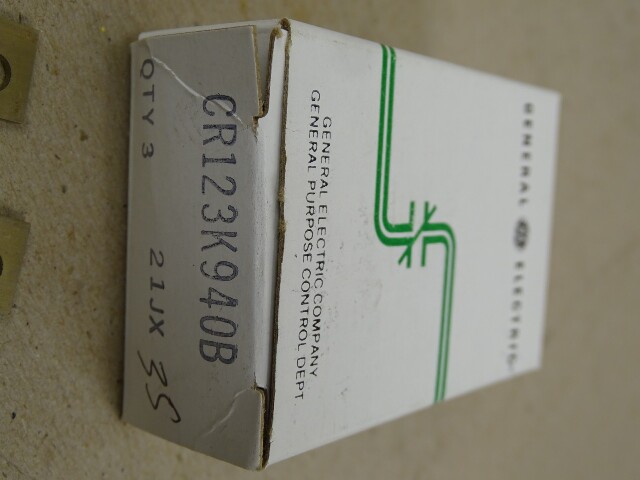 GENERAL ELECTRIC
GENERAL ELECTRIC COMPANY
GENERAL PURPOSE CONTROL DEPT.
CR123K940B
QTY 3 21JX 35